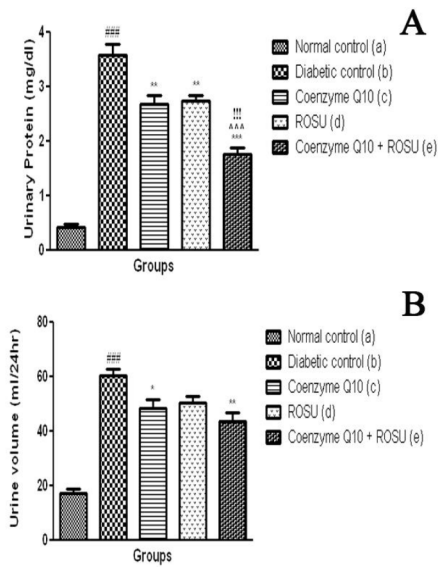 A
Urinary Protein (mg/dl)
4
3
2
1
0
###
**
**
!!!
^^^
***
Groups
Normal control (a)
Diabetic control (b)
Coenzyme Q10 (c)
ROSU (d)
Coenzyme Q10 + ROSU (e)
B
Urine volume (ml/24hr)
80
60
40
20
0
###
*
**
Groups
Normal control (a)
Diabetic control (b)
Coenzyme Q10 (c)
ROSU (d)
Coenzyme Q10 + ROSU (e)